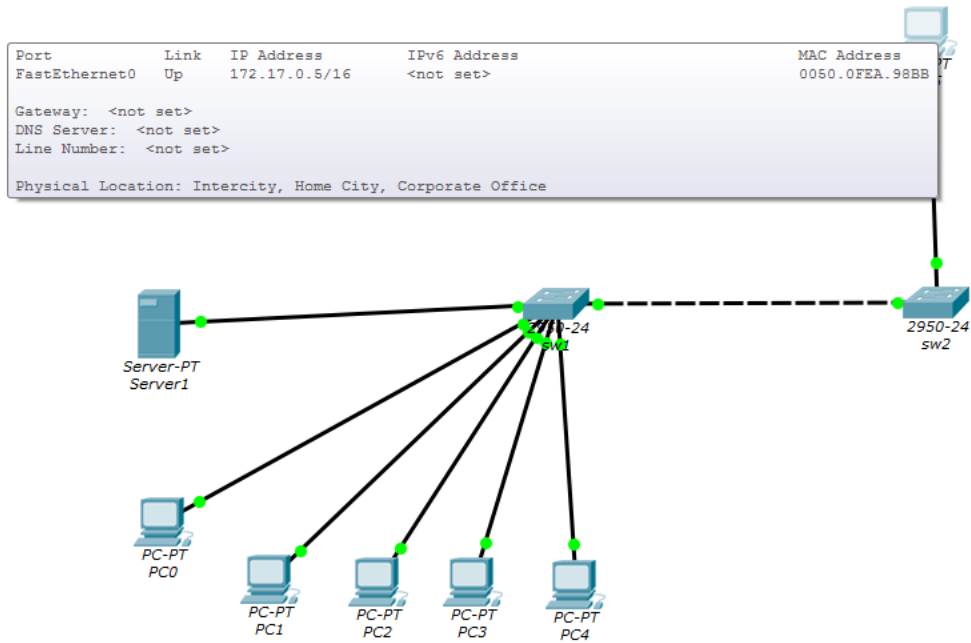 Port Link IP Address IPv6 Address MAC Address
FastEthernet0 Up 172.17.0.5/16 <not set> 0050.0FEA.98BB
Gateway: <not set>
DNS Server: <not set>
Line Number: <not set>
Physical Location: Intercity, Home City, Corporate Office
2950-24
sw1
2950-24
sw2
Server-PT
Server1
PC-PT
PC0
PC-PT
PC1
PC-PT
PC2
PC-PT
PC3
PC-PT
PC4